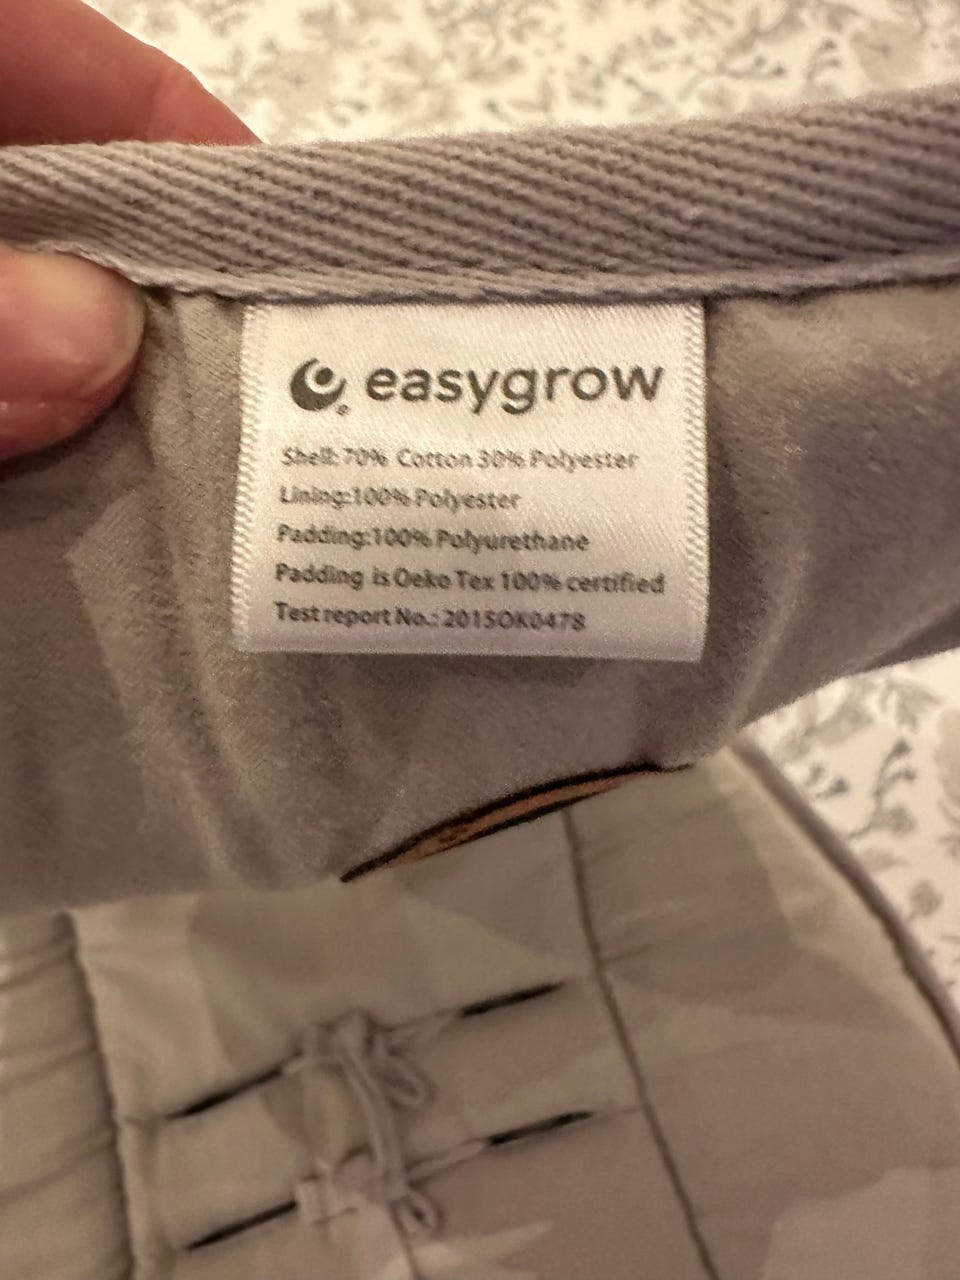 easygrow
Shell:70% Cotton 30% Polyester
Lining:100% Polyester
Padding:100% Polyurethane
Padding is Oeko Tex 100% certified
Test report No.: 2015OK0478